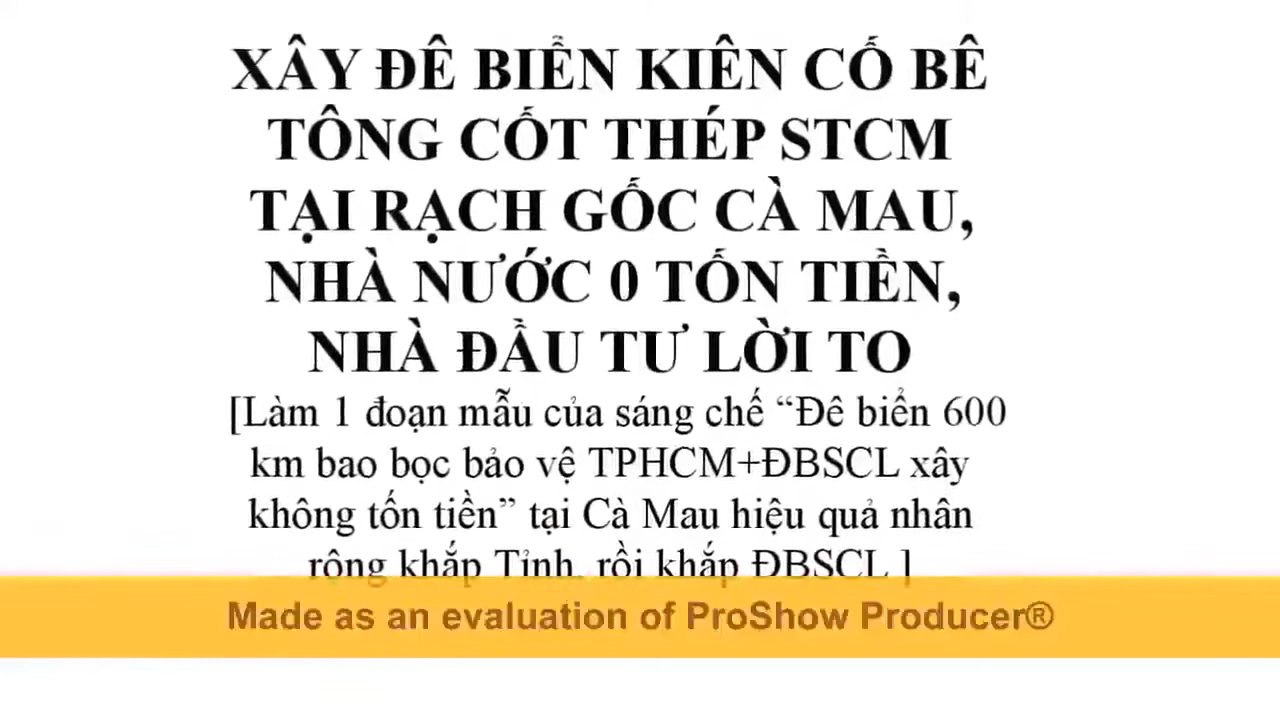 XÂY ĐÊ BIỂN KIÊN CỐ BÊ
TÔNG CỐT THÉP STCM
TẠI RẠCH GỐC CÀ MAU,
NHÀ NƯỚC 0 TỐN TIỀN,
NHÀ ĐẦU TƯ LỜI TO
[Làm 1 đoạn mẫu của sáng chế “Đê biển 600
km bao bọc bảo vệ TPHCM+ĐBSCL xây
không tốn tiền” tại Cà Mau hiệu quả nhân
rộng khắp Tỉnh, rồi khắp ĐBSCL ]
Made as an evaluation of ProShow Producer®